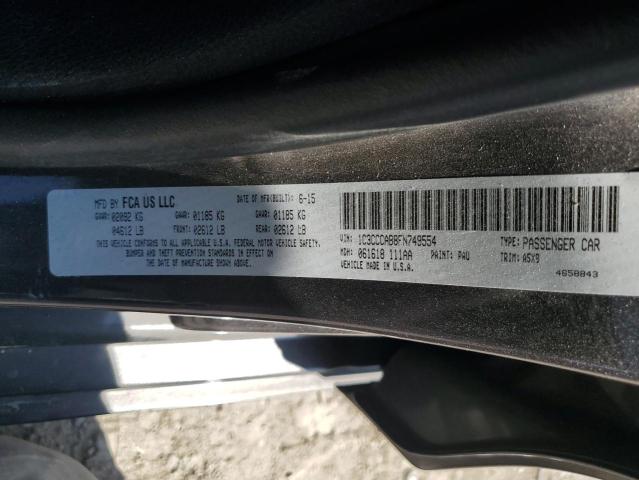 MFD BY FCA US LLC DATE OF MFR(BUILT): 6-15
GVWR: GAWR: GAWR:
02092 KG 01185 KG 01185 KG
FRONT: REAR:
04612 LB 02612 LB 02612 LB
THIS VEHICLE CONFORMS TO ALL APPLICABLE U.S.A. FEDERAL MOTOR VEHICLE SAFETY,
BUMPER AND THEFT PREVENTION STANDARDS IN EFFECT ON
THE DATE OF MANUFACTURE SHOWN ABOVE.
VIN: 1C3CCCAB8FN749554 TYPE: PASSENGER CAR
MDH: 061610 111AA PAINT: PAU TRIM: A5X9
VEHICLE MADE IN U.S.A. 4658843